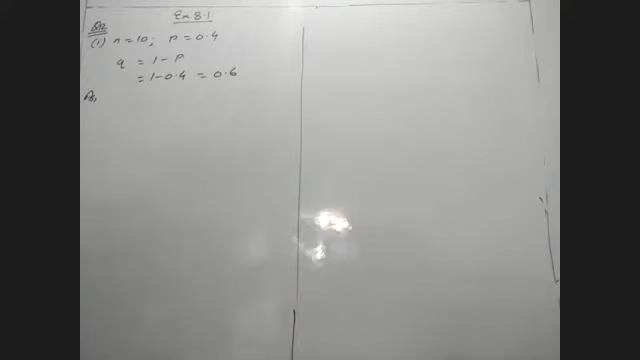 Ex 8.1
Q2
(1) n = 10; p = 0.4
q = 1 - p
= 1 - 0.4 = 0.6